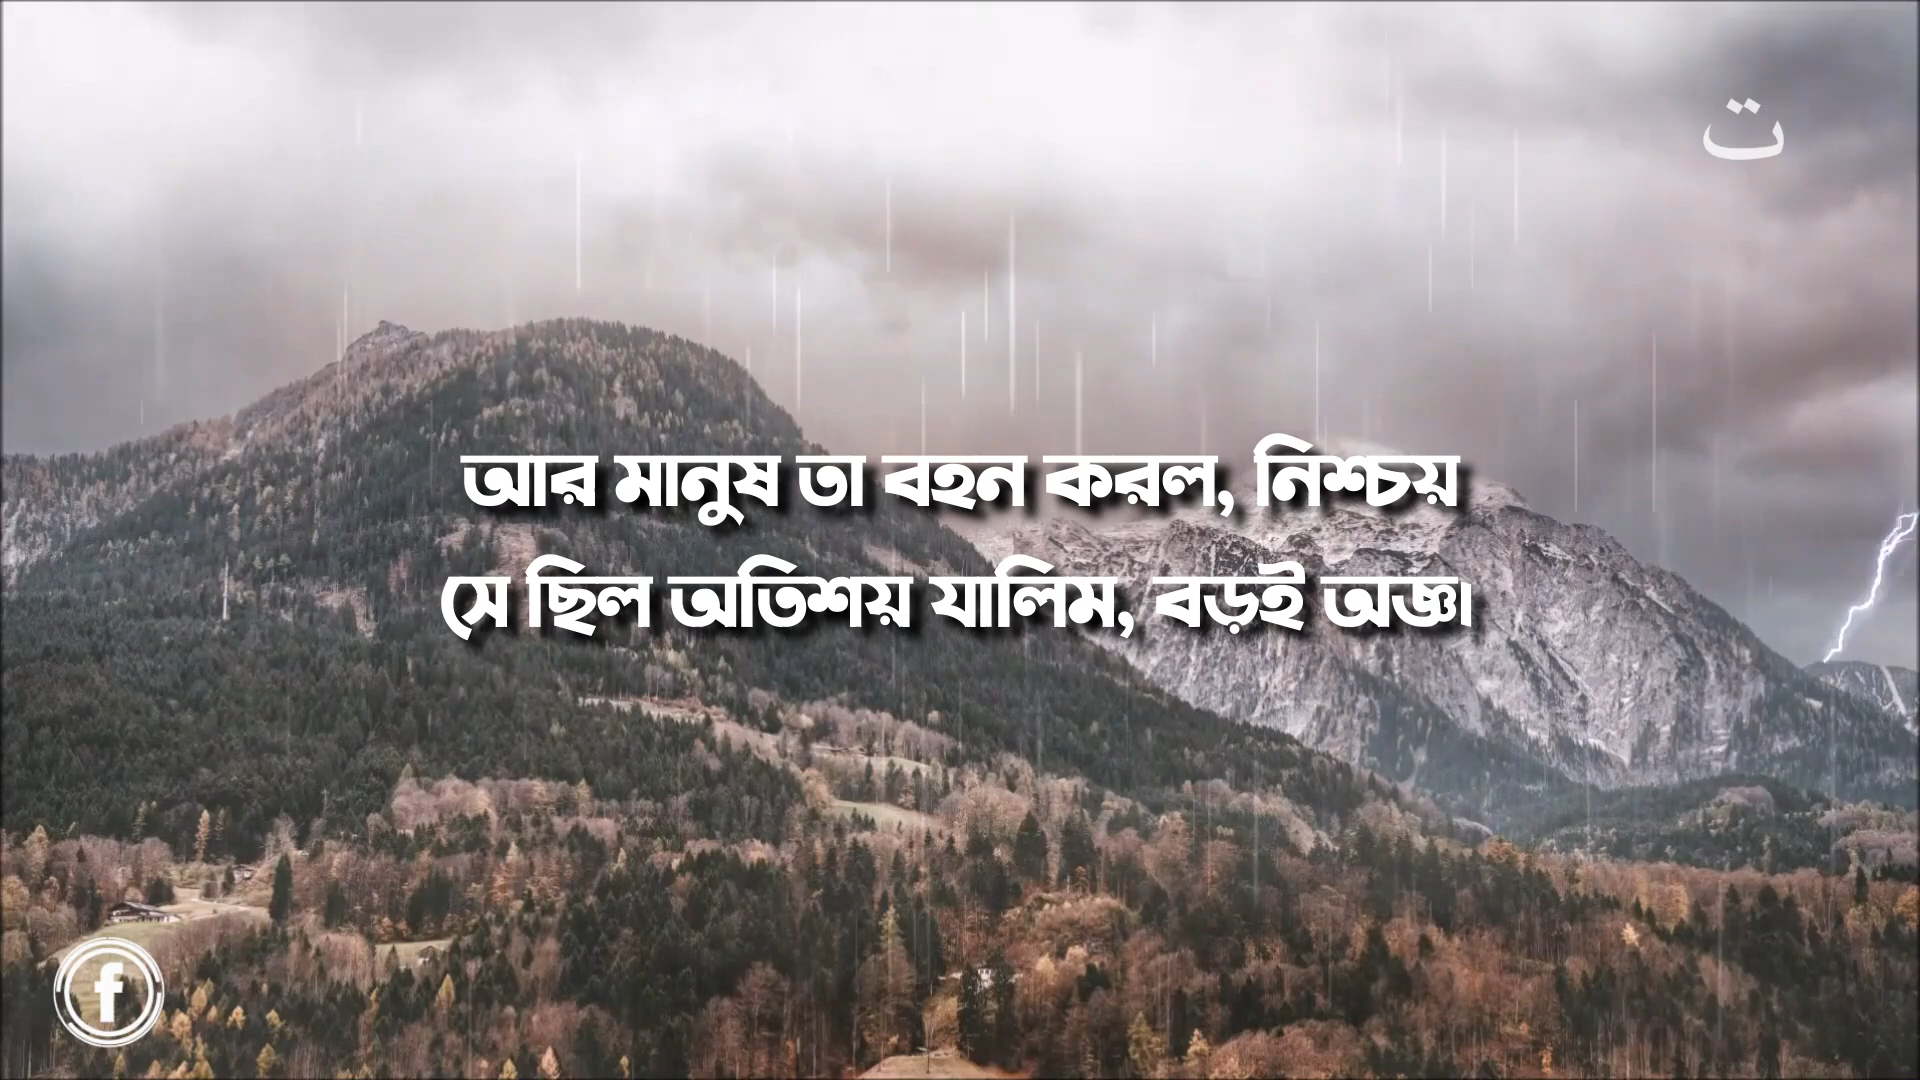 ت
আর মানুষ তা বহন করল, নিশ্চয়
সে ছিল অতিশয় যালিম, বড়ই অজ্ঞ।
f